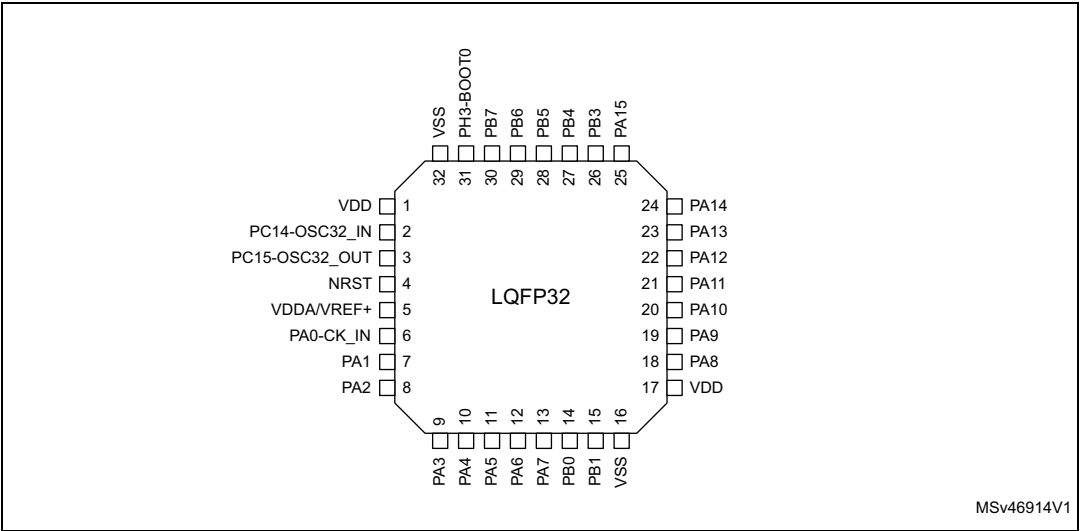 VSS
PH3-BOOT0
PB7
PB6
PB5
PB4
PB3
PA15
32
31
30
29
28
27
26
25
VDD 1
PC14-OSC32_IN 2
PC15-OSC32_OUT 3
NRST 4
VDDA/VREF+ 5
PA0-CK_IN 6
PA1 7
PA2 8
LQFP32
24 PA14
23 PA13
22 PA12
21 PA11
20 PA10
19 PA9
18 PA8
17 VDD
9
10
11
12
13
14
15
16
PA3
PA4
PA5
PA6
PA7
PB0
PB1
VSS
MSv46914V1